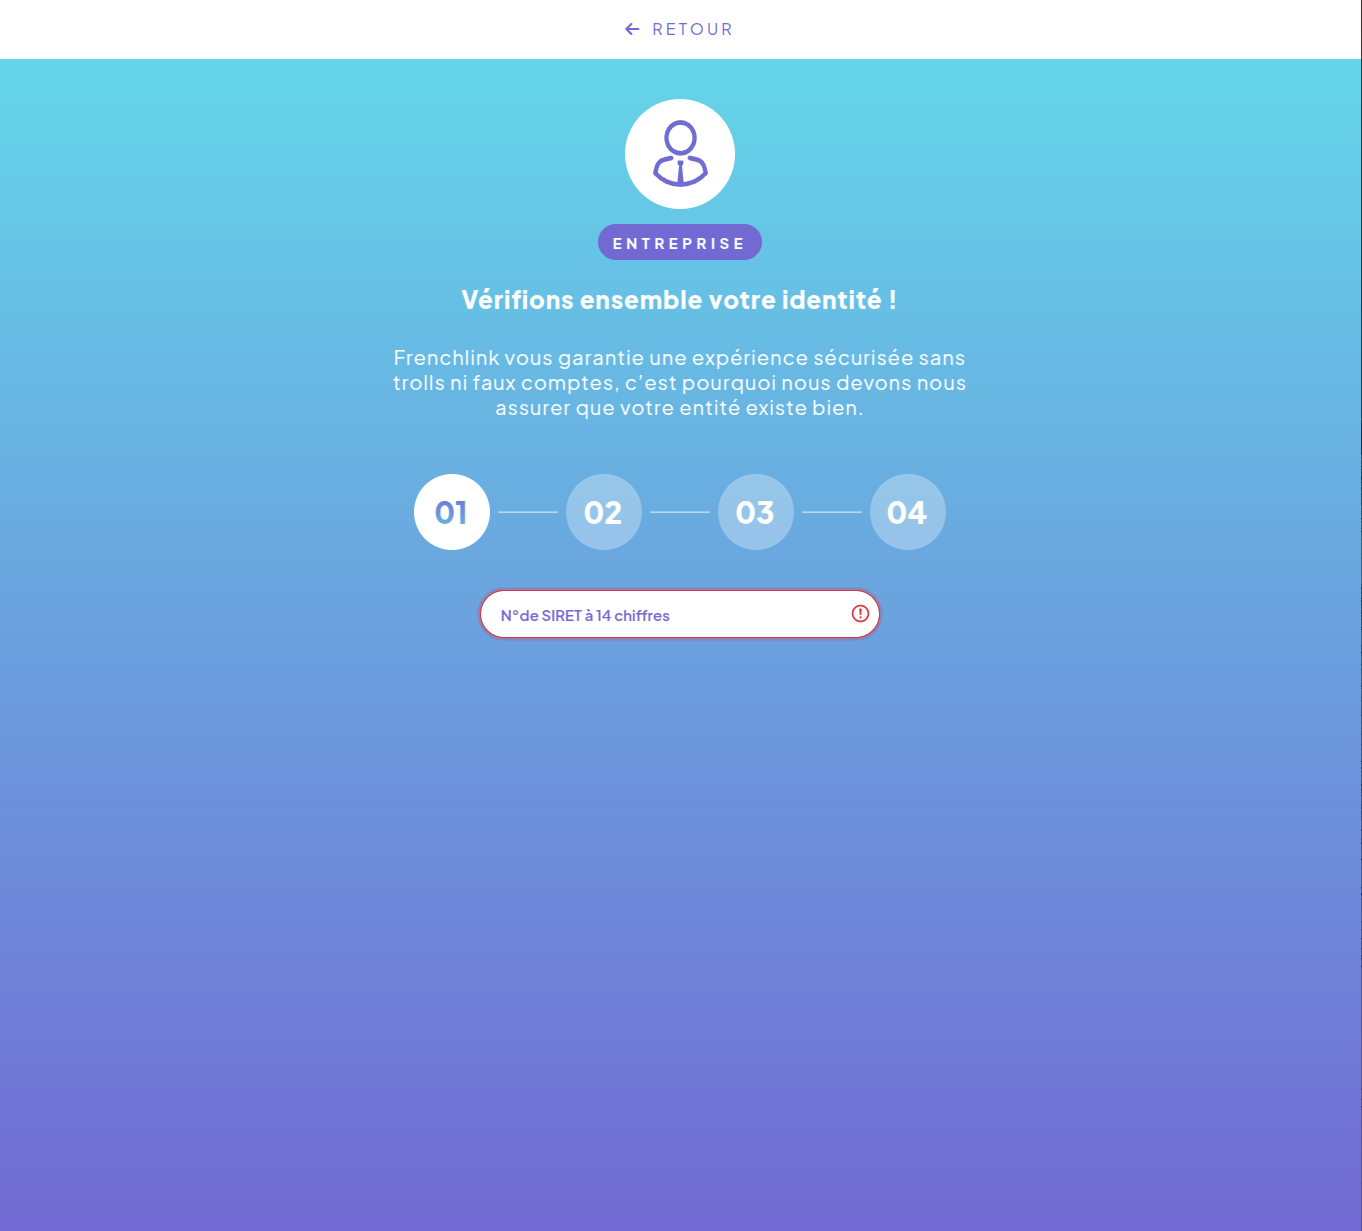 RETOUR
ENTREPRISE
Vérifions ensemble votre identité !
Frenchlink vous garantie une expérience sécurisée sans
trolls ni faux comptes, c’est pourquoi nous devons nous
assurer que votre entité existe bien.
01 02 03 04
N°de SIRET à 14 chiffres